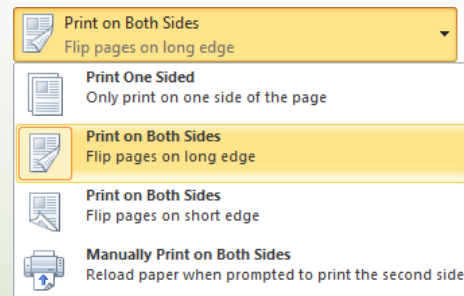 Print on Both Sides
Flip pages on long edge
Print One Sided
Only print on one side of the page
Print on Both Sides
Flip pages on long edge
Print on Both Sides
Flip pages on short edge
Manually Print on Both Sides
Reload paper when prompted to print the second side